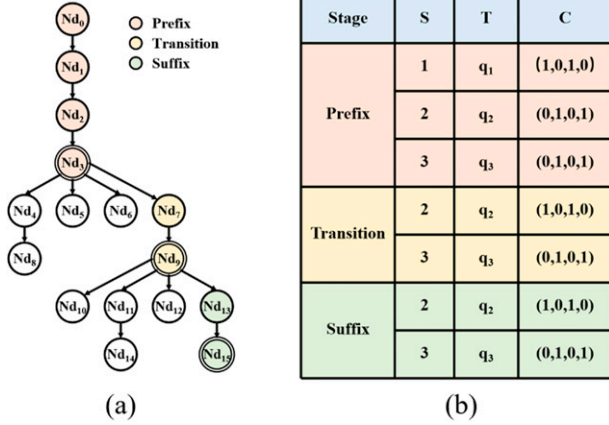 Nd₀
Prefix
Transition
Suffix
Nd₁
Nd₂
Nd₃
Nd₄ Nd₅ Nd₆ Nd₇
Nd₈ Nd₉
Nd₁₀ Nd₁₁ Nd₁₂ Nd₁₃
Nd₁₄ Nd₁₅
(a)
Stage S T C
Prefix
1 q₁ (1,0,1,0)
2 q₂ (0,1,0,1)
3 q₃ (0,1,0,1)
Transition
2 q₂ (1,0,1,0)
3 q₃ (0,1,0,1)
Suffix
2 q₂ (1,0,1,0)
3 q₃ (0,1,0,1)
(b)